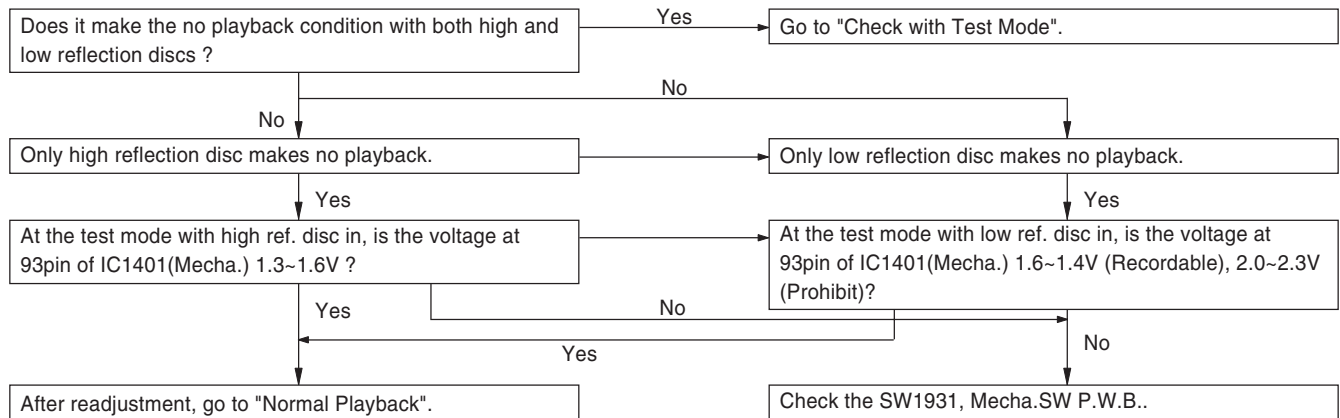 Does it make the no playback condition with both high and
low reflection discs ?
Yes
Go to "Check with Test Mode".
No
No
Only high reflection disc makes no playback.
Only low reflection disc makes no playback.
Yes
Yes
At the test mode with high ref. disc in, is the voltage at
93pin of IC1401(Mecha.) 1.3~1.6V ?
At the test mode with low ref. disc in, is the voltage at
93pin of IC1401(Mecha.) 1.6~1.4V (Recordable), 2.0~2.3V
(Prohibit)?
Yes
No
Yes
No
After readjustment, go to "Normal Playback".
Check the SW1931, Mecha.SW P.W.B..